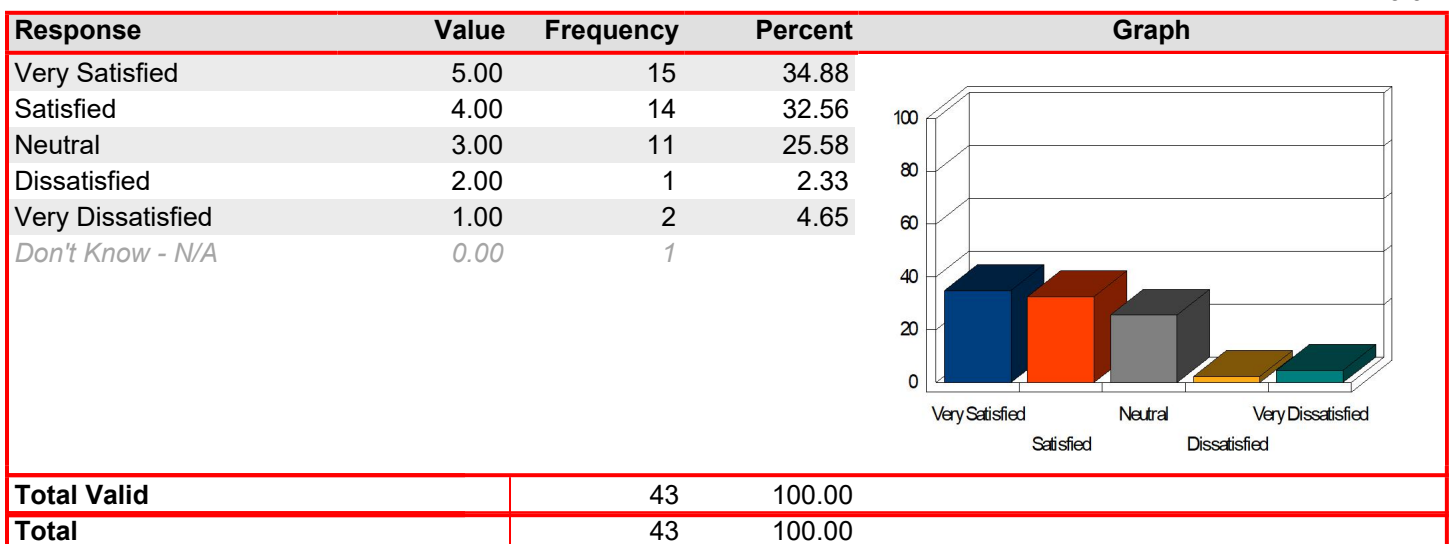 Response Value Frequency Percent Graph
Very Satisfied 5.00 15 34.88
Satisfied 4.00 14 32.56
Neutral 3.00 11 25.58
Dissatisfied 2.00 1 2.33
Very Dissatisfied 1.00 2 4.65
Don't Know - N/A 0.00 1
100
80
60
40
20
0
Very Satisfied Neutral Very Dissatisfied
Satisfied Dissatisfied
Total Valid 43 100.00
Total 43 100.00